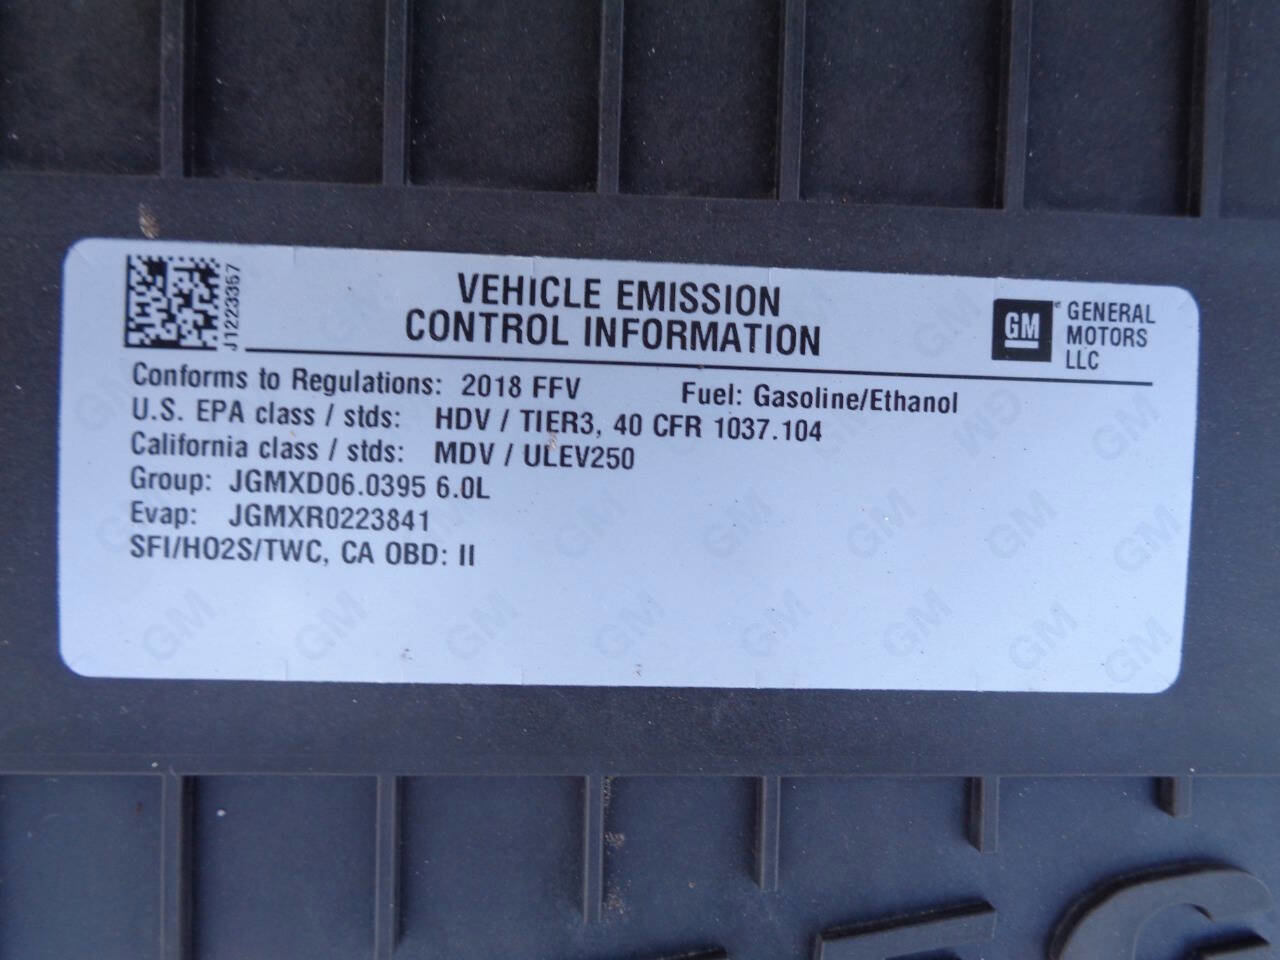 J1223357
VEHICLE EMISSION
CONTROL INFORMATION
GM GENERAL
MOTORS
LLC
Conforms to Regulations: 2018 FFV Fuel: Gasoline/Ethanol
U.S. EPA class / stds: HDV / TIER3, 40 CFR 1037.104
California class / stds: MDV / ULEV250
Group: JGMXD06.0395 6.0L
Evap: JGMXR0223841
SFI/HO2S/TWC, CA OBD: II